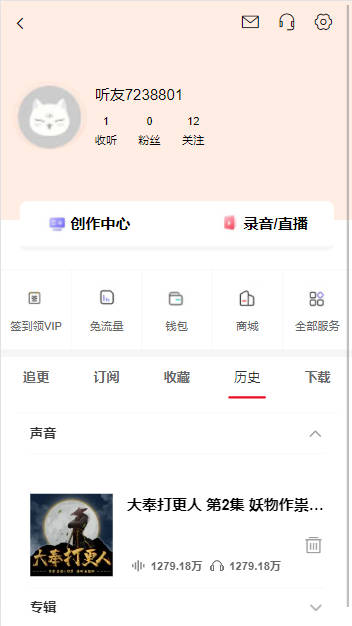 听友7238801
1 0 12
收听 粉丝 关注
创作中心 录音/直播
签到领VIP 免流量 钱包 商城 全部服务
追更 订阅 收藏 历史 下载
声音
大奉打更人 第2集 妖物作祟...
大奉打更人
1279.18万 1279.18万
专辑